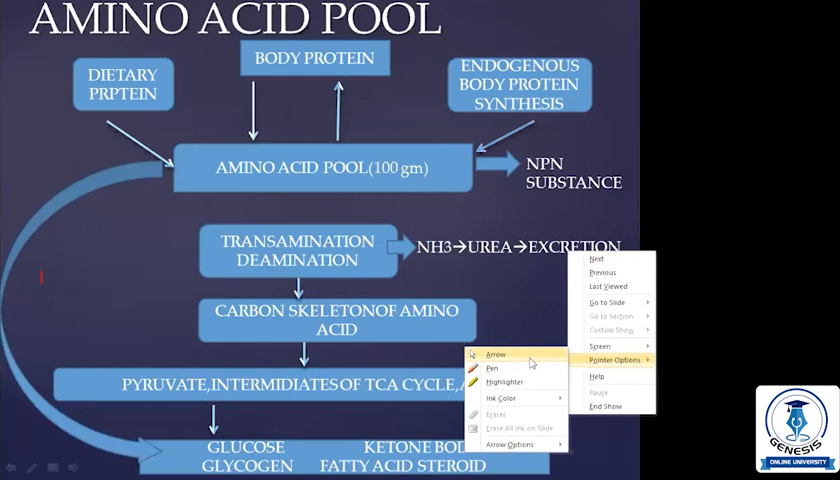 AMINO ACID POOL
DIETARY
PRPTEIN
BODY PROTEIN
ENDOGENOUS
BODY PROTEIN
SYNTHESIS
AMINO ACID POOL(100 gm)
NPN
SUBSTANCE
TRANSAMINATION
DEAMINATION
NH3→UREA→EXCRETION
CARBON SKELETONOF AMINO
ACID
PYRUVATE,INTERMIDIATES OF TCA CYCLE,
GLUCOSE
GLYCOGEN
KETONE
FATTY ACID STEROID
Next
Previous
Last Viewed
Go to Slide
Go to Section
Custom Show
Screen
Pointer Options
Help
Pause
End Show
Arrow
Pen
Highlighter
Ink Color
Eraser
Erase All Ink on Slide
Arrow Options
GENESIS
ONLINE UNIVERSITY